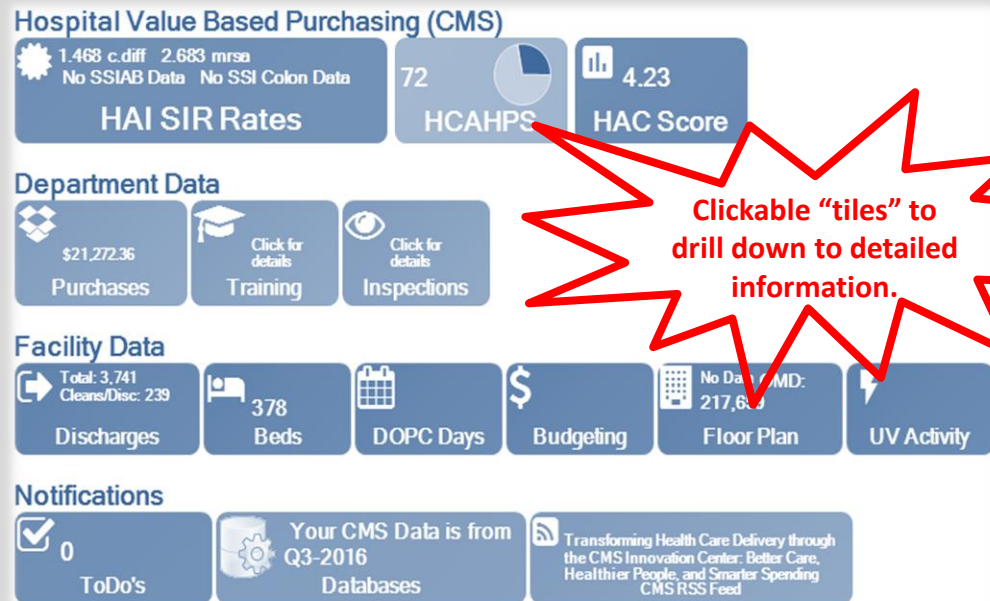 Hospital Value Based Purchasing (CMS)
1.468 c.diff 2.683 mrsa
No SSIAB Data No SSI Colon Data
HAI SIR Rates
72
HCAHPS
4.23
HAC Score
Department Data
$21,272.36
Purchases
Click for
details
Training
Click for
details
Inspections
Clickable “tiles” to
drill down to detailed
information.
Facility Data
Total: 3,741
Cleans/Disc: 239
Discharges
378
Beds
DOPC Days
$
Budgeting
No Data CMD:
Floor Plan
UV Activity
Notifications
0
ToDo's
Your CMS Data is from
Q3-2016
Databases
Transforming Health Care Delivery through
the CMS Innovation Center: Better Care,
Healthier People, and Smarter Spending
CMS RSS Feed